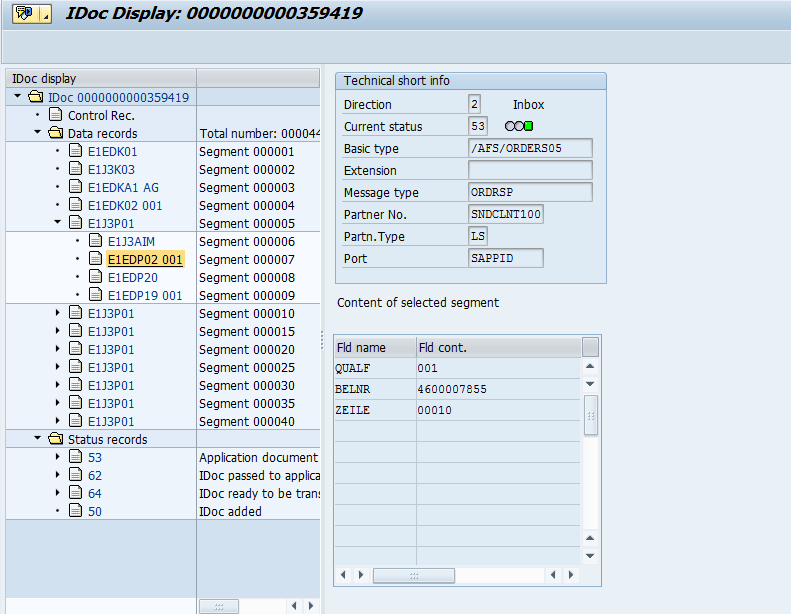 IDoc Display: 0000000000359419
IDoc display
IDoc 0000000000359419
Control Rec.
Data records Total number: 000044
E1EDK01 Segment 000001
E1J3K03 Segment 000002
E1EDKA1 AG Segment 000003
E1EDK02 001 Segment 000004
E1J3P01 Segment 000005
E1J3AIM Segment 000006
E1EDP02 001 Segment 000007
E1EDP20 Segment 000008
E1EDP19 001 Segment 000009
E1J3P01 Segment 000010
E1J3P01 Segment 000015
E1J3P01 Segment 000020
E1J3P01 Segment 000025
E1J3P01 Segment 000030
E1J3P01 Segment 000035
E1J3P01 Segment 000040
Status records
53 Application document
62 IDoc passed to applica
64 IDoc ready to be trans
50 IDoc added
Technical short info
Direction 2 Inbox
Current status 53
Basic type /AFS/ORDERS05
Extension
Message type ORDRSP
Partner No. SNDCLNT100
Partn.Type LS
Port SAPPID
Content of selected segment
Fld name Fld cont.
QUALF 001
BELNR 4600007855
ZEILE 00010